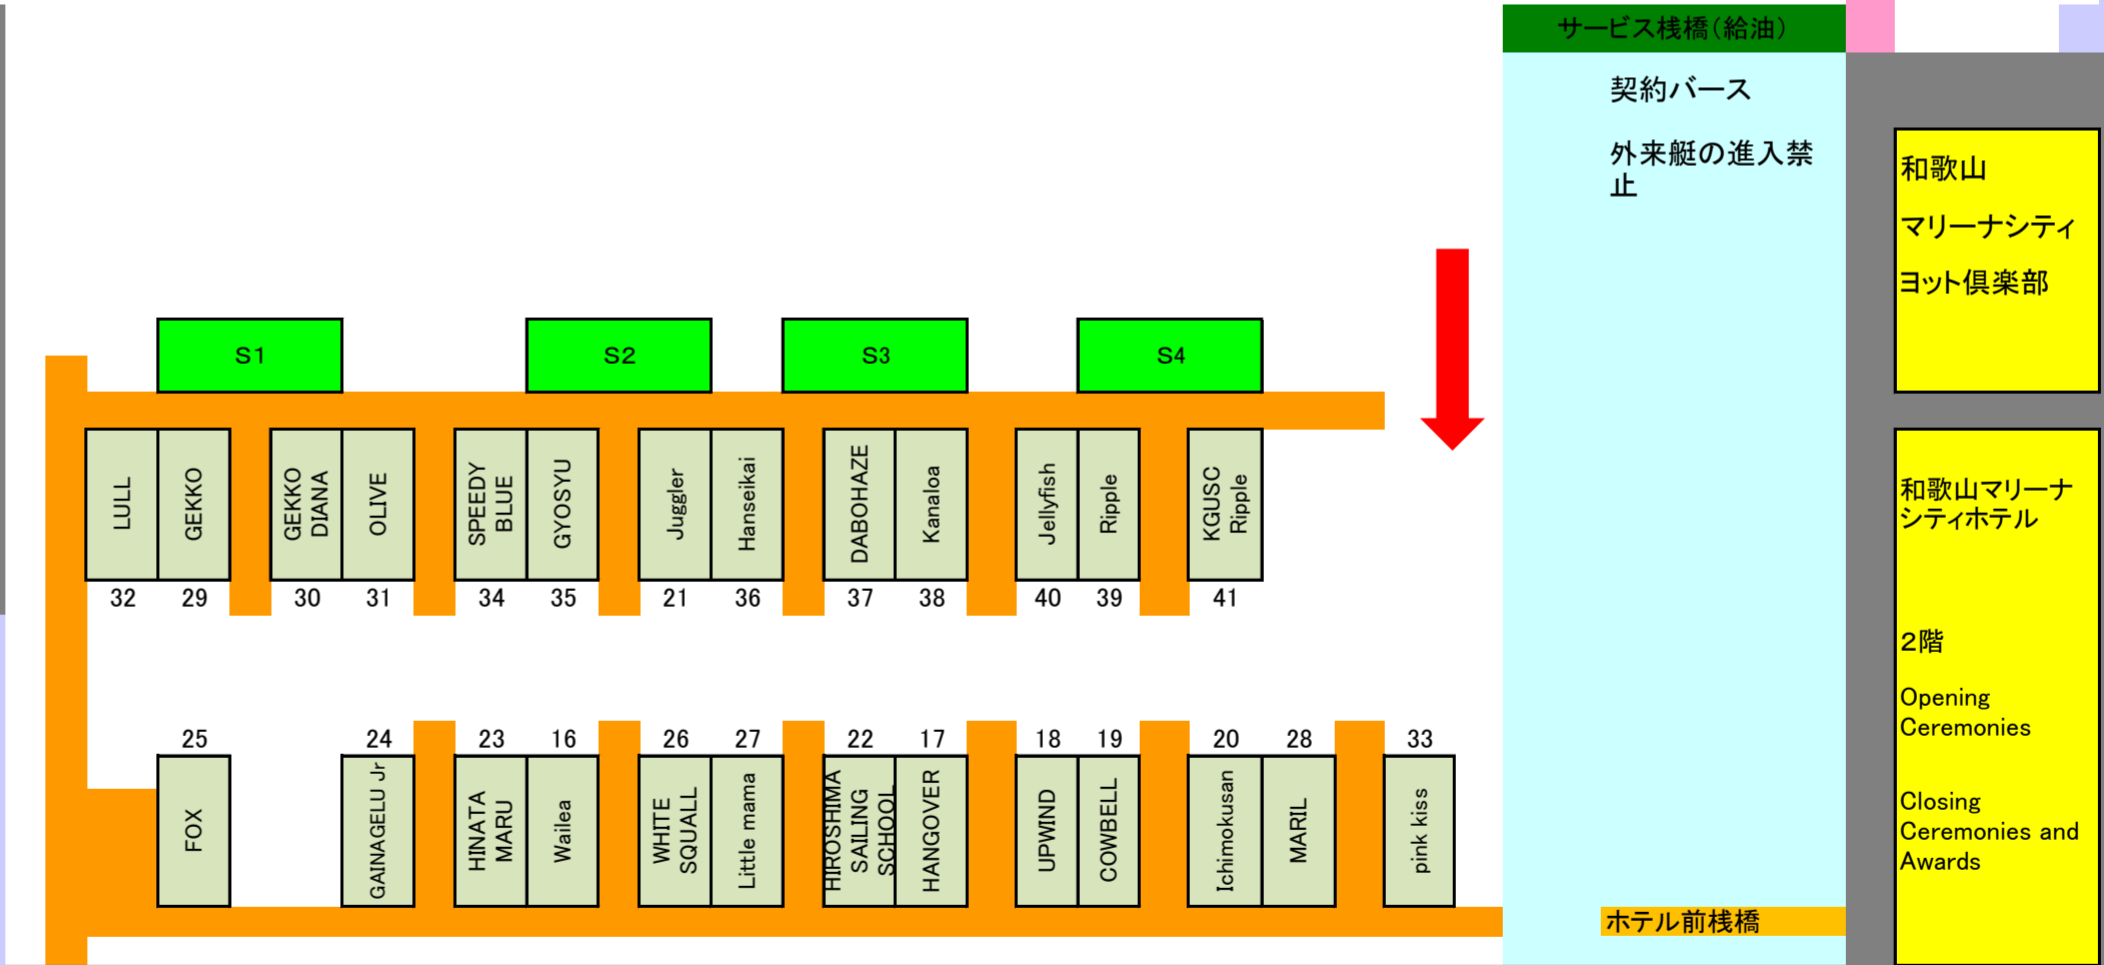 サービス桟橋(給油)
契約バース
外来艇の進入禁
止
和歌山
マリーナシティ
ヨット倶楽部
S1
S2
S3
S4
LULL
GEKKO
GEKKO
DIANA
OLIVE
SPEEDY
BLUE
GYOSYU
Juggler
Hanseikai
DABOHAZE
Kanaloa
Jellyfish
Ripple
KGUSC
Ripple
32
29
30
31
34
35
21
36
37
38
40
39
41
和歌山マリーナ
シティホテル
2階
Opening
Ceremonies
Closing
Ceremonies and
Awards
25
24
23
16
26
27
22
17
18
19
20
28
33
FOX
GAINAGELU Jr
HINATA
MARU
Wailea
WHITE
SQUALL
Little mama
HIROSHIMA
SAILING
SCHOOL
HANGOVER
UPWIND
COWBELL
Ichimokusan
MARIL
pink kiss
ホテル前桟橋